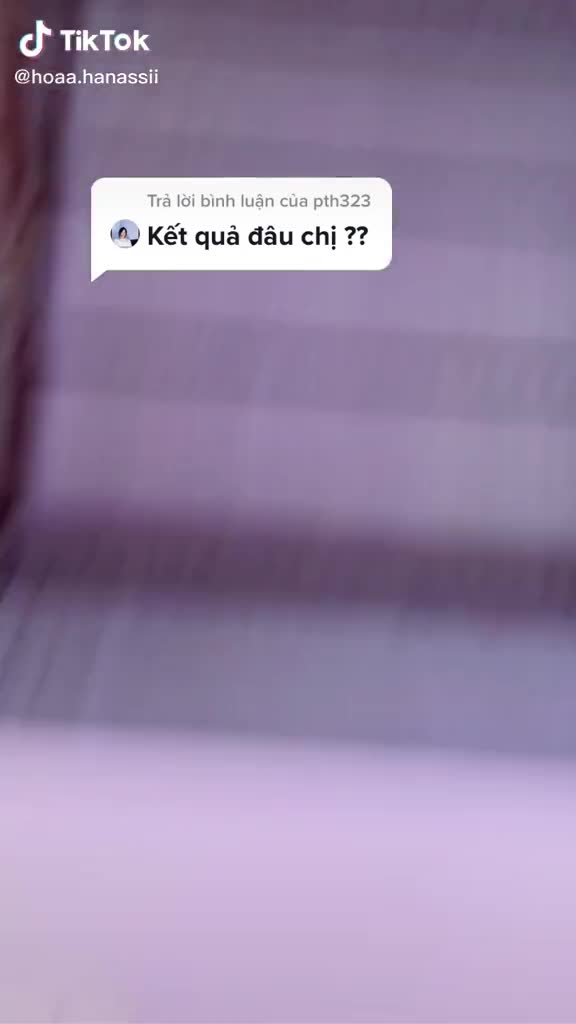 TikTok
@hoaa.hanassii
Trả lời bình luận của pth323
Kết quả đâu chị ??